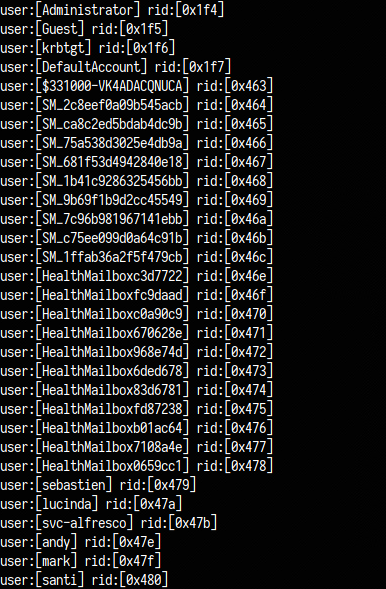 user:[Administrator] rid:[0x1f4]
user:[Guest] rid:[0x1f5]
user:[krbtgt] rid:[0x1f6]
user:[DefaultAccount] rid:[0x1f7]
user:[$331000-VK4ADACQNUCA] rid:[0x463]
user:[SM_2c8eef0a09b545acb] rid:[0x464]
user:[SM_ca8c2ed5bdab4dc9b] rid:[0x465]
user:[SM_75a538d3025e4db9a] rid:[0x466]
user:[SM_681f53d4942840e18] rid:[0x467]
user:[SM_1b41c9286325456bb] rid:[0x468]
user:[SM_9b69f1b9d2cc45549] rid:[0x469]
user:[SM_7c96b981967141ebb] rid:[0x46a]
user:[SM_c75ee099d0a64c91b] rid:[0x46b]
user:[SM_1ffab36a2f5f479cb] rid:[0x46c]
user:[HealthMailboxc3d7722] rid:[0x46e]
user:[HealthMailboxfc9daad] rid:[0x46f]
user:[HealthMailboxc0a90c9] rid:[0x470]
user:[HealthMailbox670628e] rid:[0x471]
user:[HealthMailbox968e74d] rid:[0x472]
user:[HealthMailbox6ded678] rid:[0x473]
user:[HealthMailbox83d6781] rid:[0x474]
user:[HealthMailboxfd87238] rid:[0x475]
user:[HealthMailboxb01ac64] rid:[0x476]
user:[HealthMailbox7108a4e] rid:[0x477]
user:[HealthMailbox0659cc1] rid:[0x478]
user:[sebastien] rid:[0x479]
user:[lucinda] rid:[0x47a]
user:[svc-alfresco] rid:[0x47b]
user:[andy] rid:[0x47e]
user:[mark] rid:[0x47f]
user:[santi] rid:[0x480]